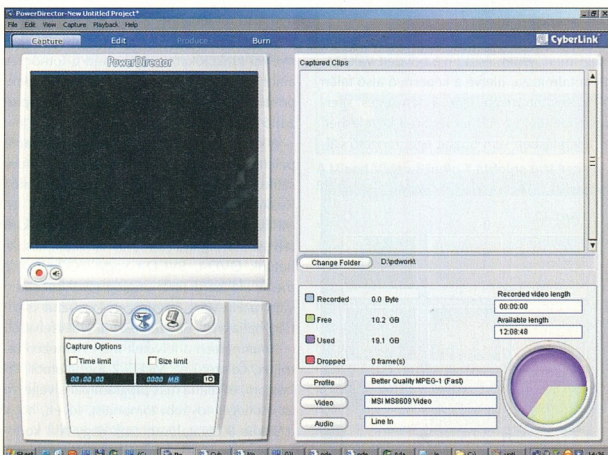 PowerDirector-New Untitled Project*
File Edit View Capture Playback Help
Capture Edit Produce Burn
CyberLink
PowerDirector
Captured Clips
Change Folder D:\pdwork\
Capture Options
Time limit Size limit
00:00:00 0000 MB
Recorded 0.0 Byte
Free 10.2 GB
Used 19.1 GB
Dropped 0 frame(s)
Recorded video length
00:00:00
Available length
12:08:48
Profile Better Quality MPEG-1 (Fast)
Video MSI MS8609 Video
Audio Line In
Start